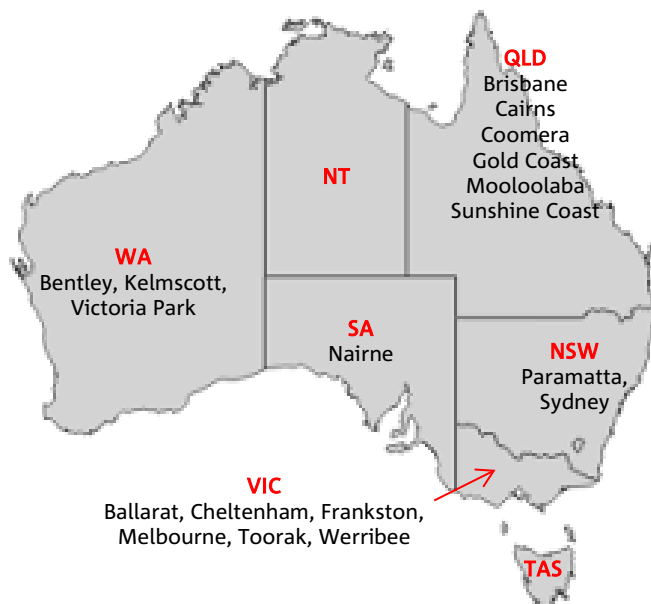 QLD
Brisbane
Cairns
Coomera
Gold Coast
Mooloolaba
Sunshine Coast
NT
WA
Bentley, Kelmscott,
Victoria Park
SA
Nairne
NSW
Paramatta,
Sydney
VIC
Ballarat, Cheltenham, Frankston,
Melbourne, Toorak, Werribee
TAS